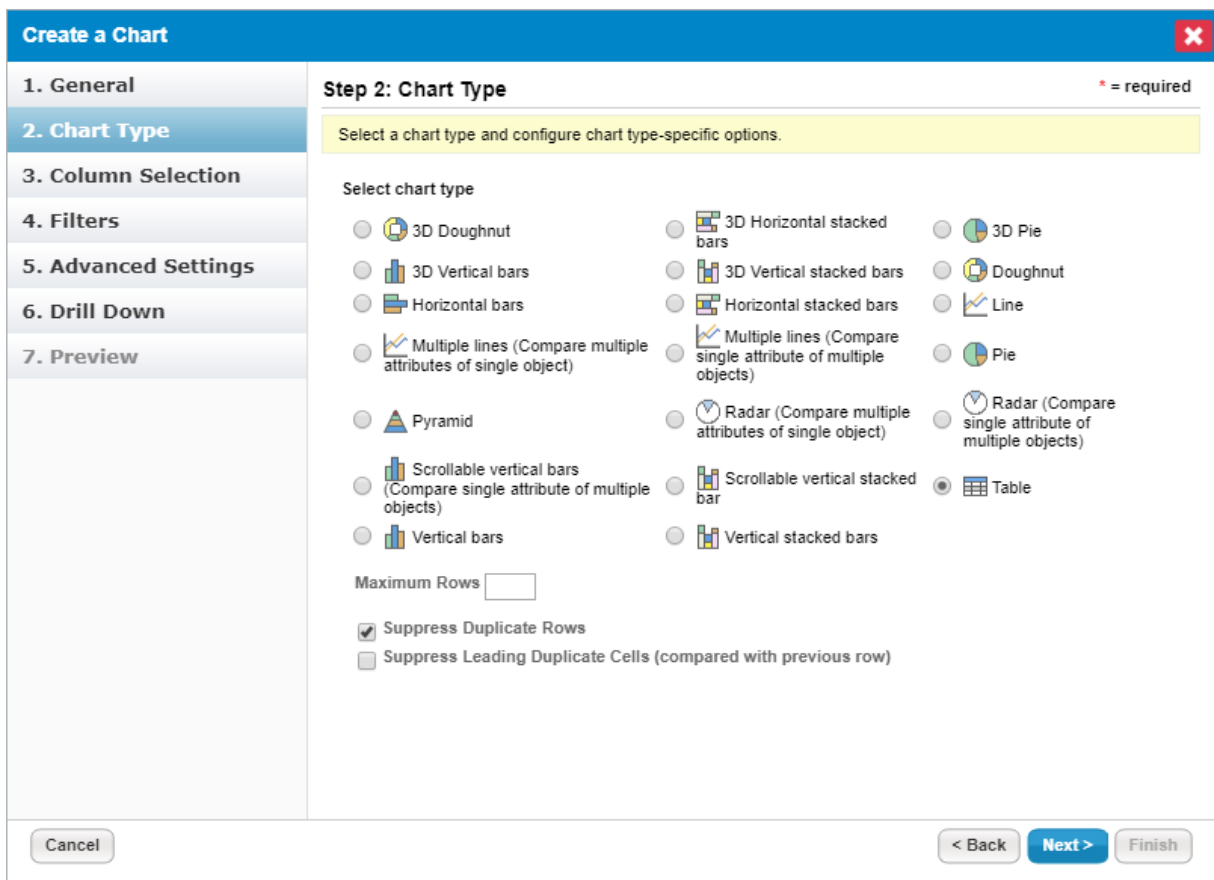 Create a Chart
1. General
2. Chart Type
3. Column Selection
4. Filters
5. Advanced Settings
6. Drill Down
7. Preview
Step 2: Chart Type
* = required
Select a chart type and configure chart type-specific options.
Select chart type
3D Doughnut
3D Horizontal stacked
bars
3D Pie
3D Vertical bars
3D Vertical stacked bars
Doughnut
Horizontal bars
Horizontal stacked bars
Line
Multiple lines (Compare multiple
attributes of single object)
Multiple lines (Compare
single attribute of multiple
objects)
Pie
Pyramid
Radar (Compare multiple
attributes of single object)
Radar (Compare
single attribute of
multiple objects)
Scrollable vertical bars
(Compare single attribute of multiple
objects)
Scrollable vertical stacked
bar
Table
Vertical bars
Vertical stacked bars
Maximum Rows
Suppress Duplicate Rows
Suppress Leading Duplicate Cells (compared with previous row)
Cancel
< Back
Next >
Finish